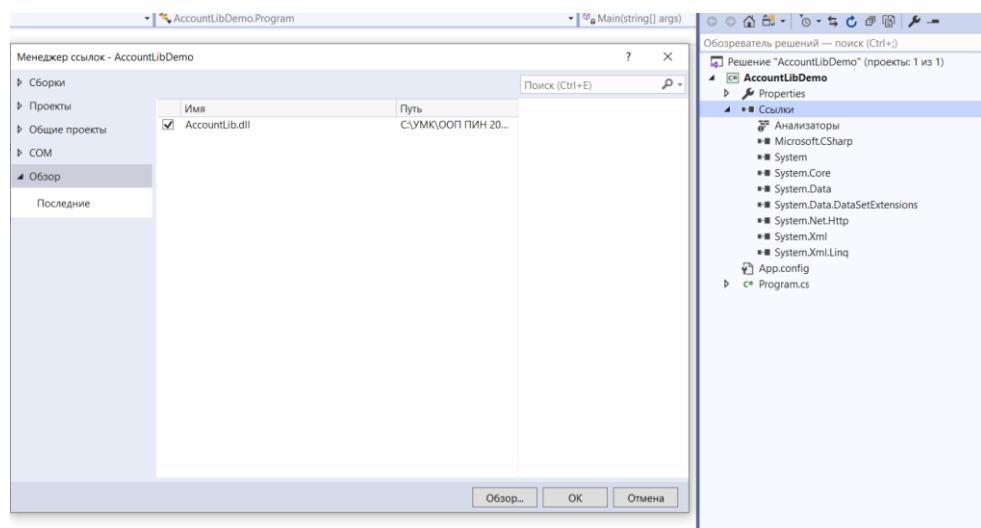 AccountLibDemo.Program
Main(string[] args)
Менеджер ссылок - AccountLibDemo
? ×
Сборки
Проекты
Общие проекты
COM
Обзор
Последние
Имя Путь
AccountLib.dll C:\УМК\ООП ПИН 20...
Поиск (Ctrl+E)
Обзор... ОК Отмена
Обозреватель решений — поиск (Ctrl+;)
Решение "AccountLibDemo" (проекты: 1 из 1)
C# AccountLibDemo
Properties
Ссылки
Анализаторы
Microsoft.CSharp
System
System.Core
System.Data
System.Data.DataSetExtensions
System.Net.Http
System.Xml
System.Xml.Linq
App.config
C# Program.cs